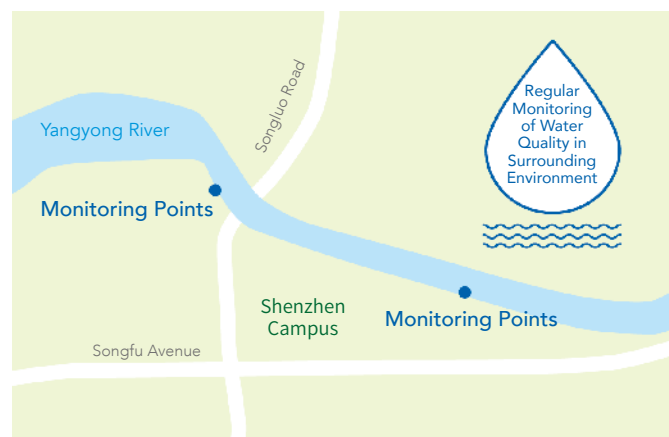 Regular
Monitoring
of Water
Quality in
Surrounding
Environment
Songluo Road
Yangyong River
Monitoring Points
Shenzhen
Campus
Monitoring Points
Songfu Avenue